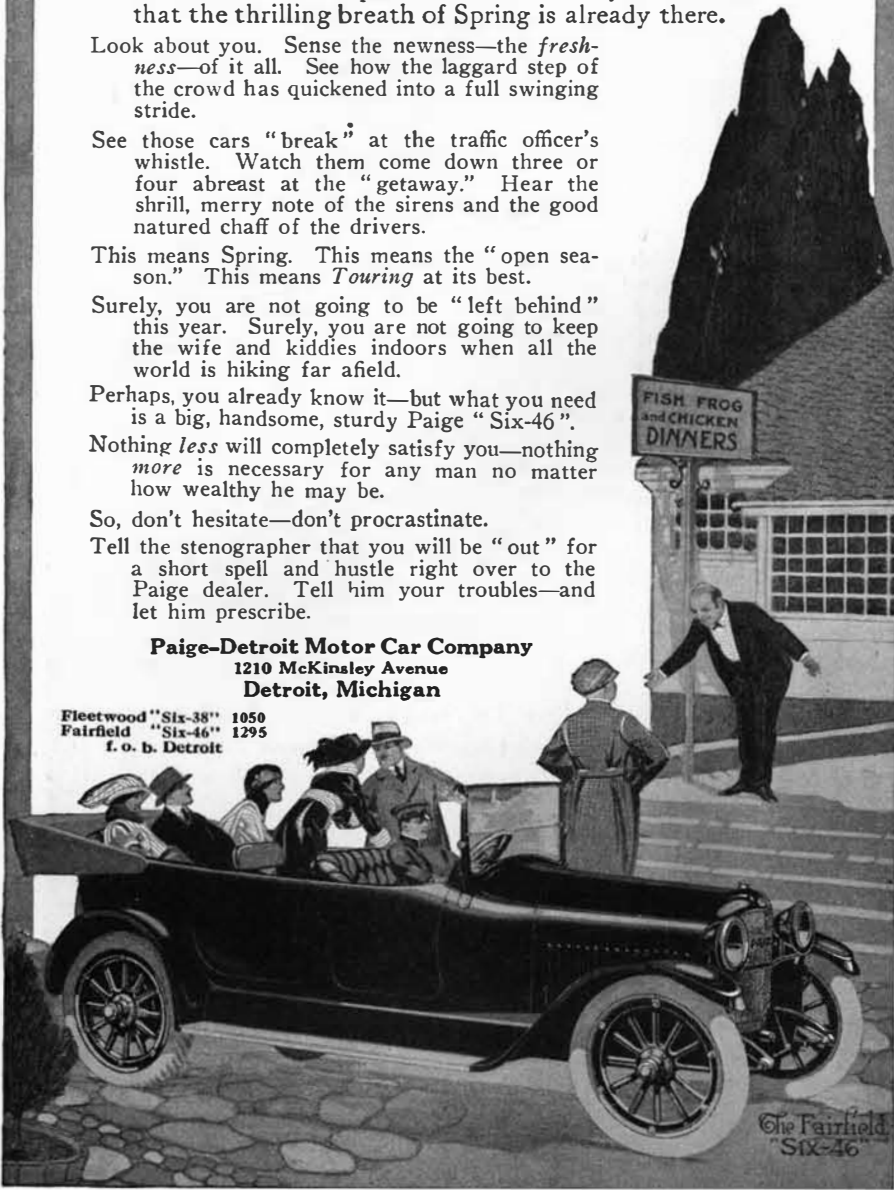 that the thrilling breath of Spring is already there.
Look about you. Sense the newness—the fresh-
ness—of it all. See how the laggard step of
the crowd has quickened into a full swinging
stride.
See those cars "break" at the traffic officer's
whistle. Watch them come down three or
four abreast at the "getaway." Hear the
shrill, merry note of the sirens and the good
natured chaff of the drivers.
This means Spring. This means the "open sea-
son." This means Touring at its best.
Surely, you are not going to be "left behind"
this year. Surely, you are not going to keep
the wife and kiddies indoors when all the
world is hiking far afield.
Perhaps, you already know it—but what you need
is a big, handsome, sturdy Paige "Six-46".
Nothing less will completely satisfy you—nothing
more is necessary for any man no matter
how wealthy he may be.
So, don't hesitate—don't procrastinate.
Tell the stenographer that you will be "out" for
a short spell and hustle right over to the
Paige dealer. Tell him your troubles—and
let him prescribe.
Paige-Detroit Motor Car Company
1210 McKinsley Avenue
Detroit, Michigan
Fleetwood "Six-38" 1050
Fairfield "Six-46" 1295
f. o. b. Detroit
FISH FROG
and CHICKEN
DINNERS
PAIGE
The Fairfield
"SIX-46"